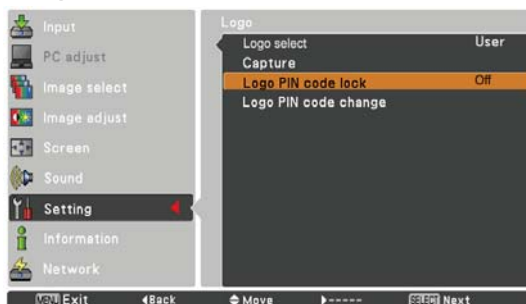 Input
PC adjust
Image select
Image adjust
Screen
Sound
Setting
Information
Network
Logo
Logo select User
Capture
Logo PIN code lock Off
Logo PIN code change
MENU Exit Back Move ----- SELECT Next